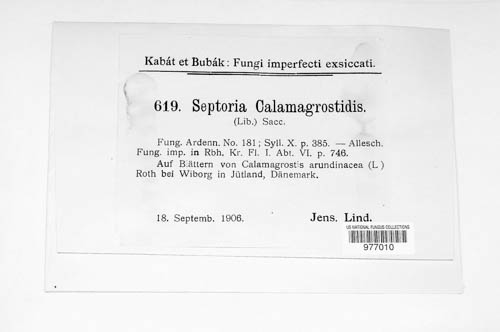 Kabát et Bubák: Fungi imperfecti exsiccati.
619. Septoria Calamagrostidis.
(Lib.) Sacc.
Fung. Ardenn. No. 181; Syll. X. p. 385. — Allesch.
Fung. imp. in Rbh. Kr. Fl. I. Abt. VI. p. 746.
Auf Blättern von Calamagrostis arundinacea (L)
Roth bei Wiborg in Jütland, Dänemark.
18. Septemb. 1906.
Jens. Lind.
US NATIONAL FUNGUS COLLECTIONS
977010